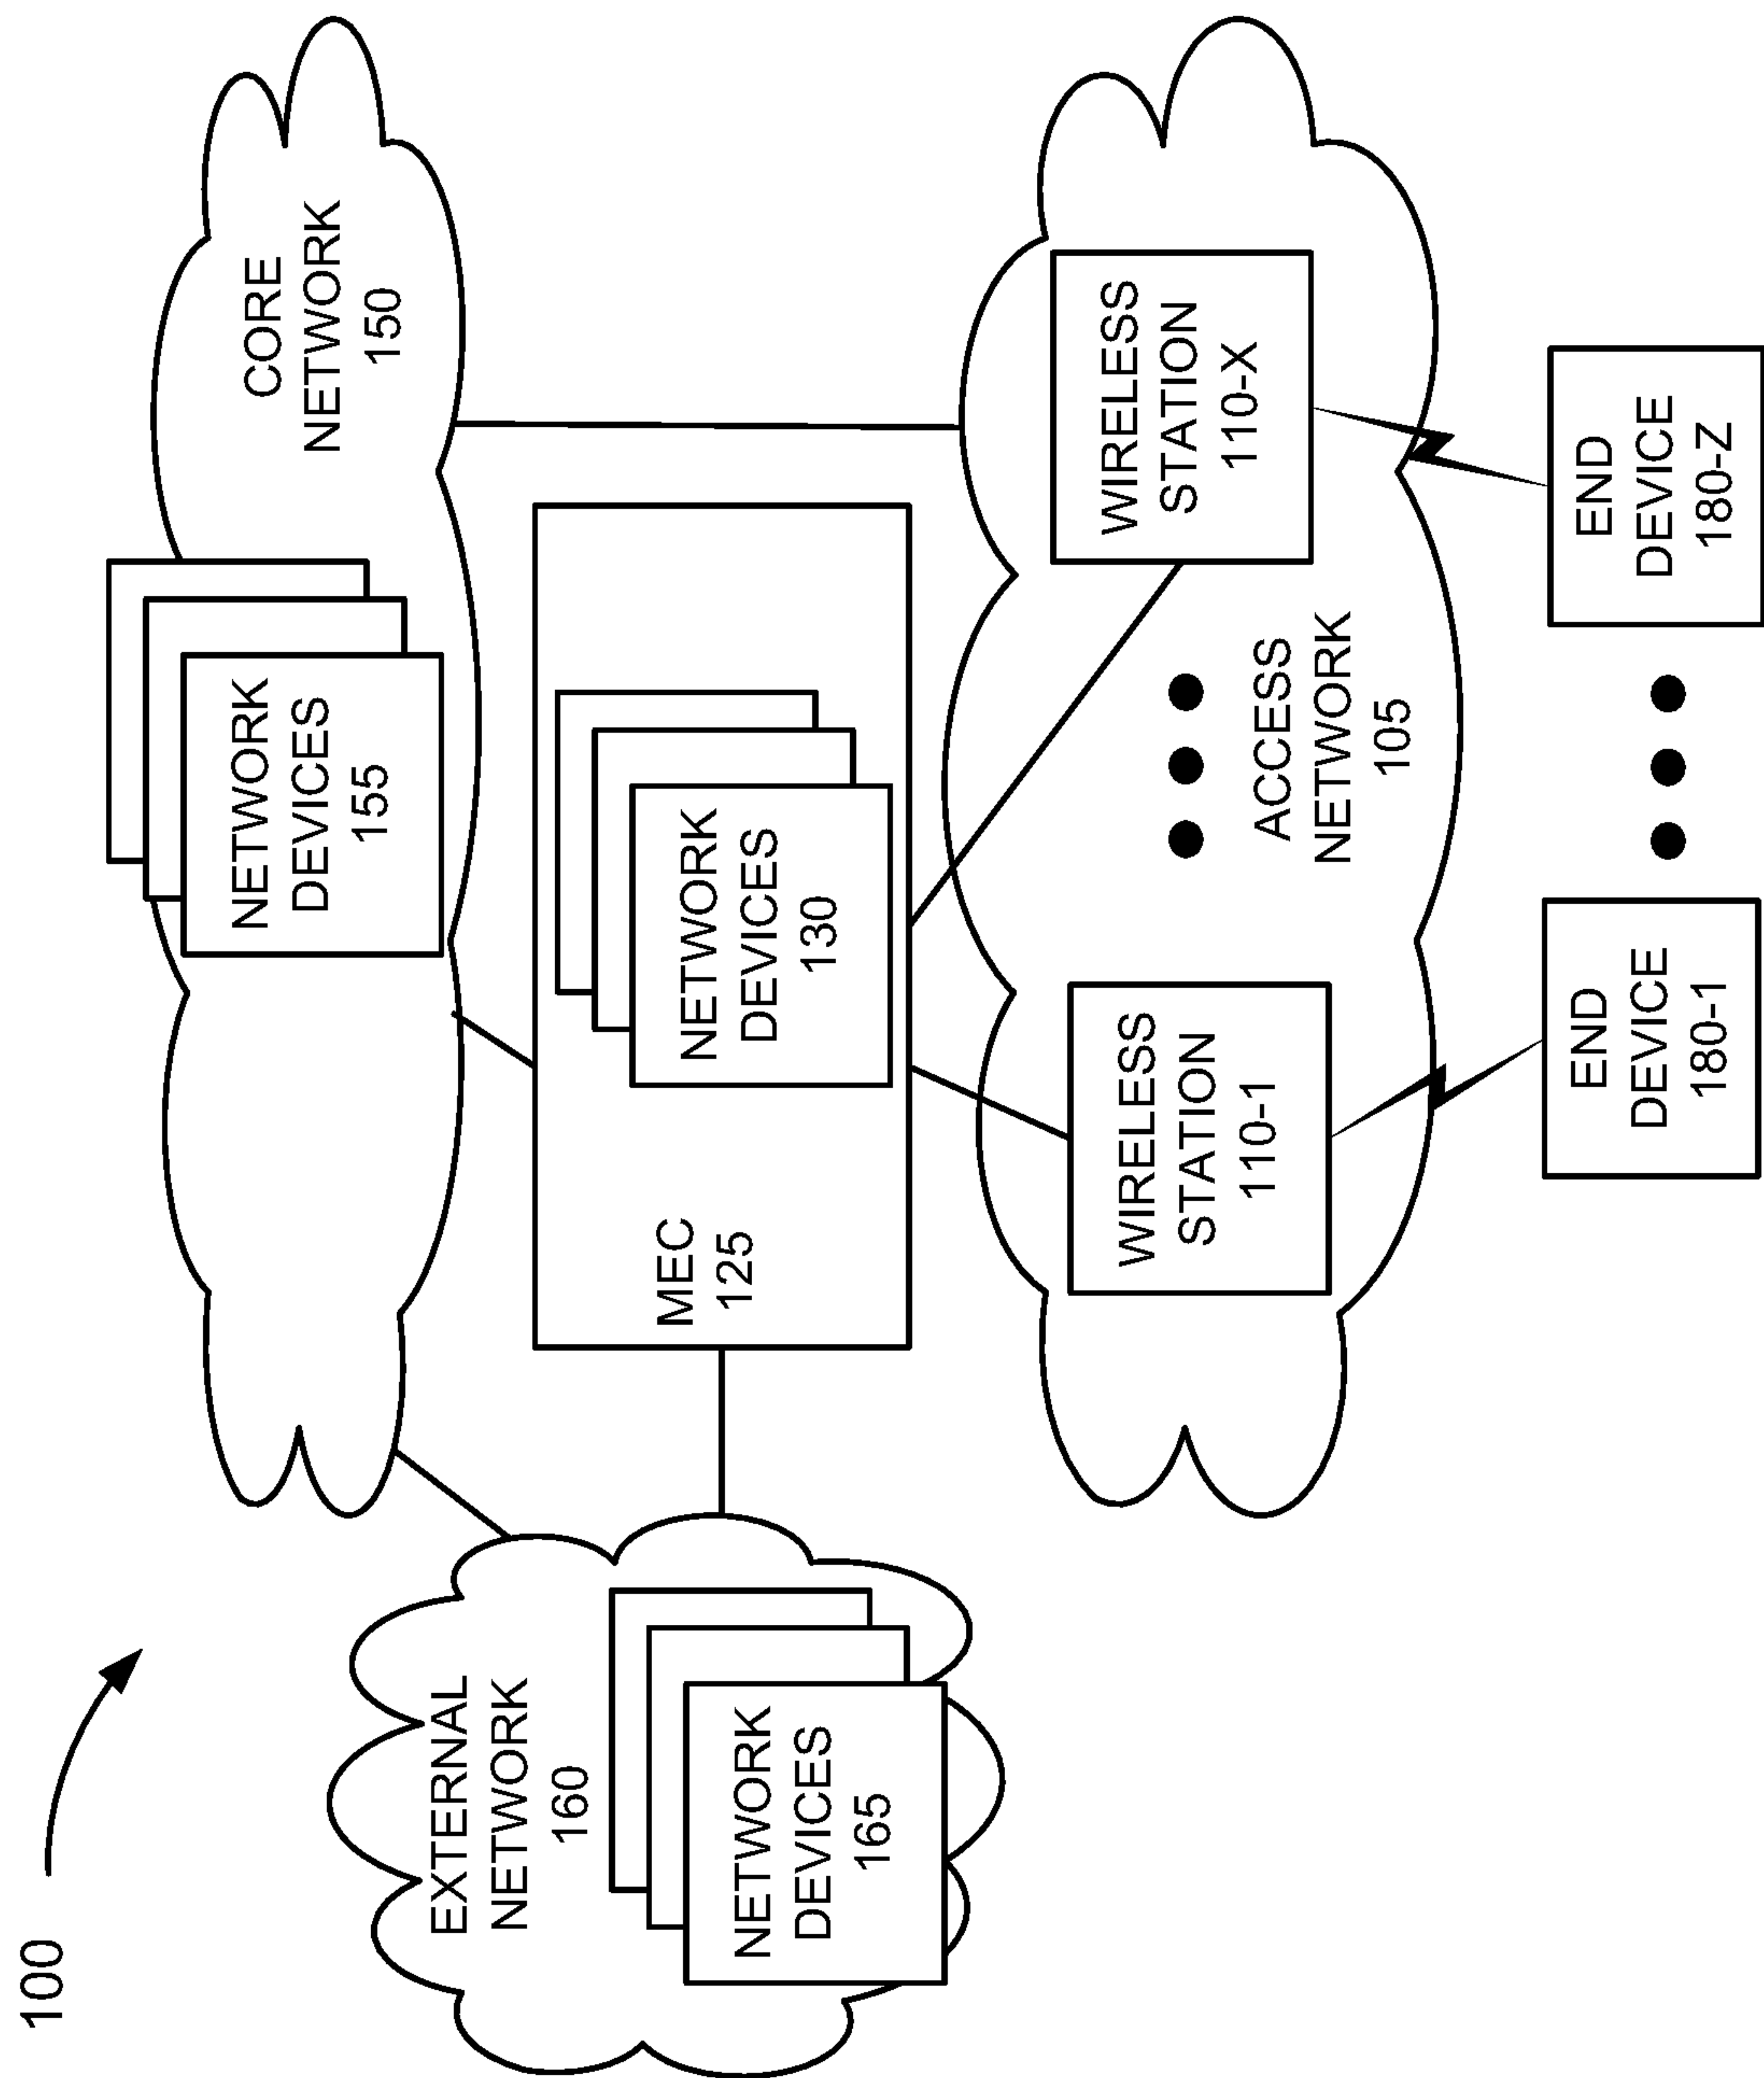 100
CORE
NETWORK
150
NETWORK
DEVICES
155
EXTERNAL
NETWORK
160
NETWORK
DEVICES
165
MEC
125
NETWORK
DEVICES
130
WIRELESS
STATION
110-1
WIRELESS
STATION
110-X
ACCESS
NETWORK
105
END
DEVICE
180-1
END
DEVICE
180-Z